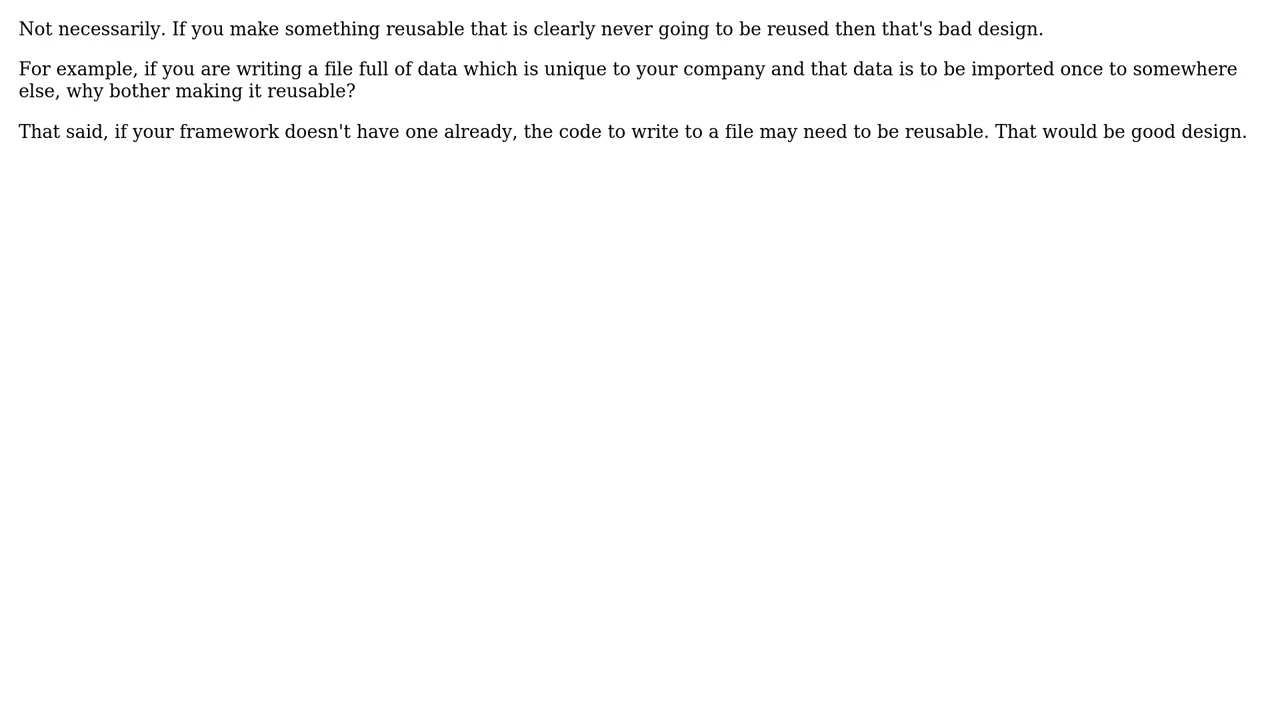 Not necessarily. If you make something reusable that is clearly never going to be reused then that's bad design.
For example, if you are writing a file full of data which is unique to your company and that data is to be imported once to somewhere
else, why bother making it reusable?
That said, if your framework doesn't have one already, the code to write to a file may need to be reusable. That would be good design.